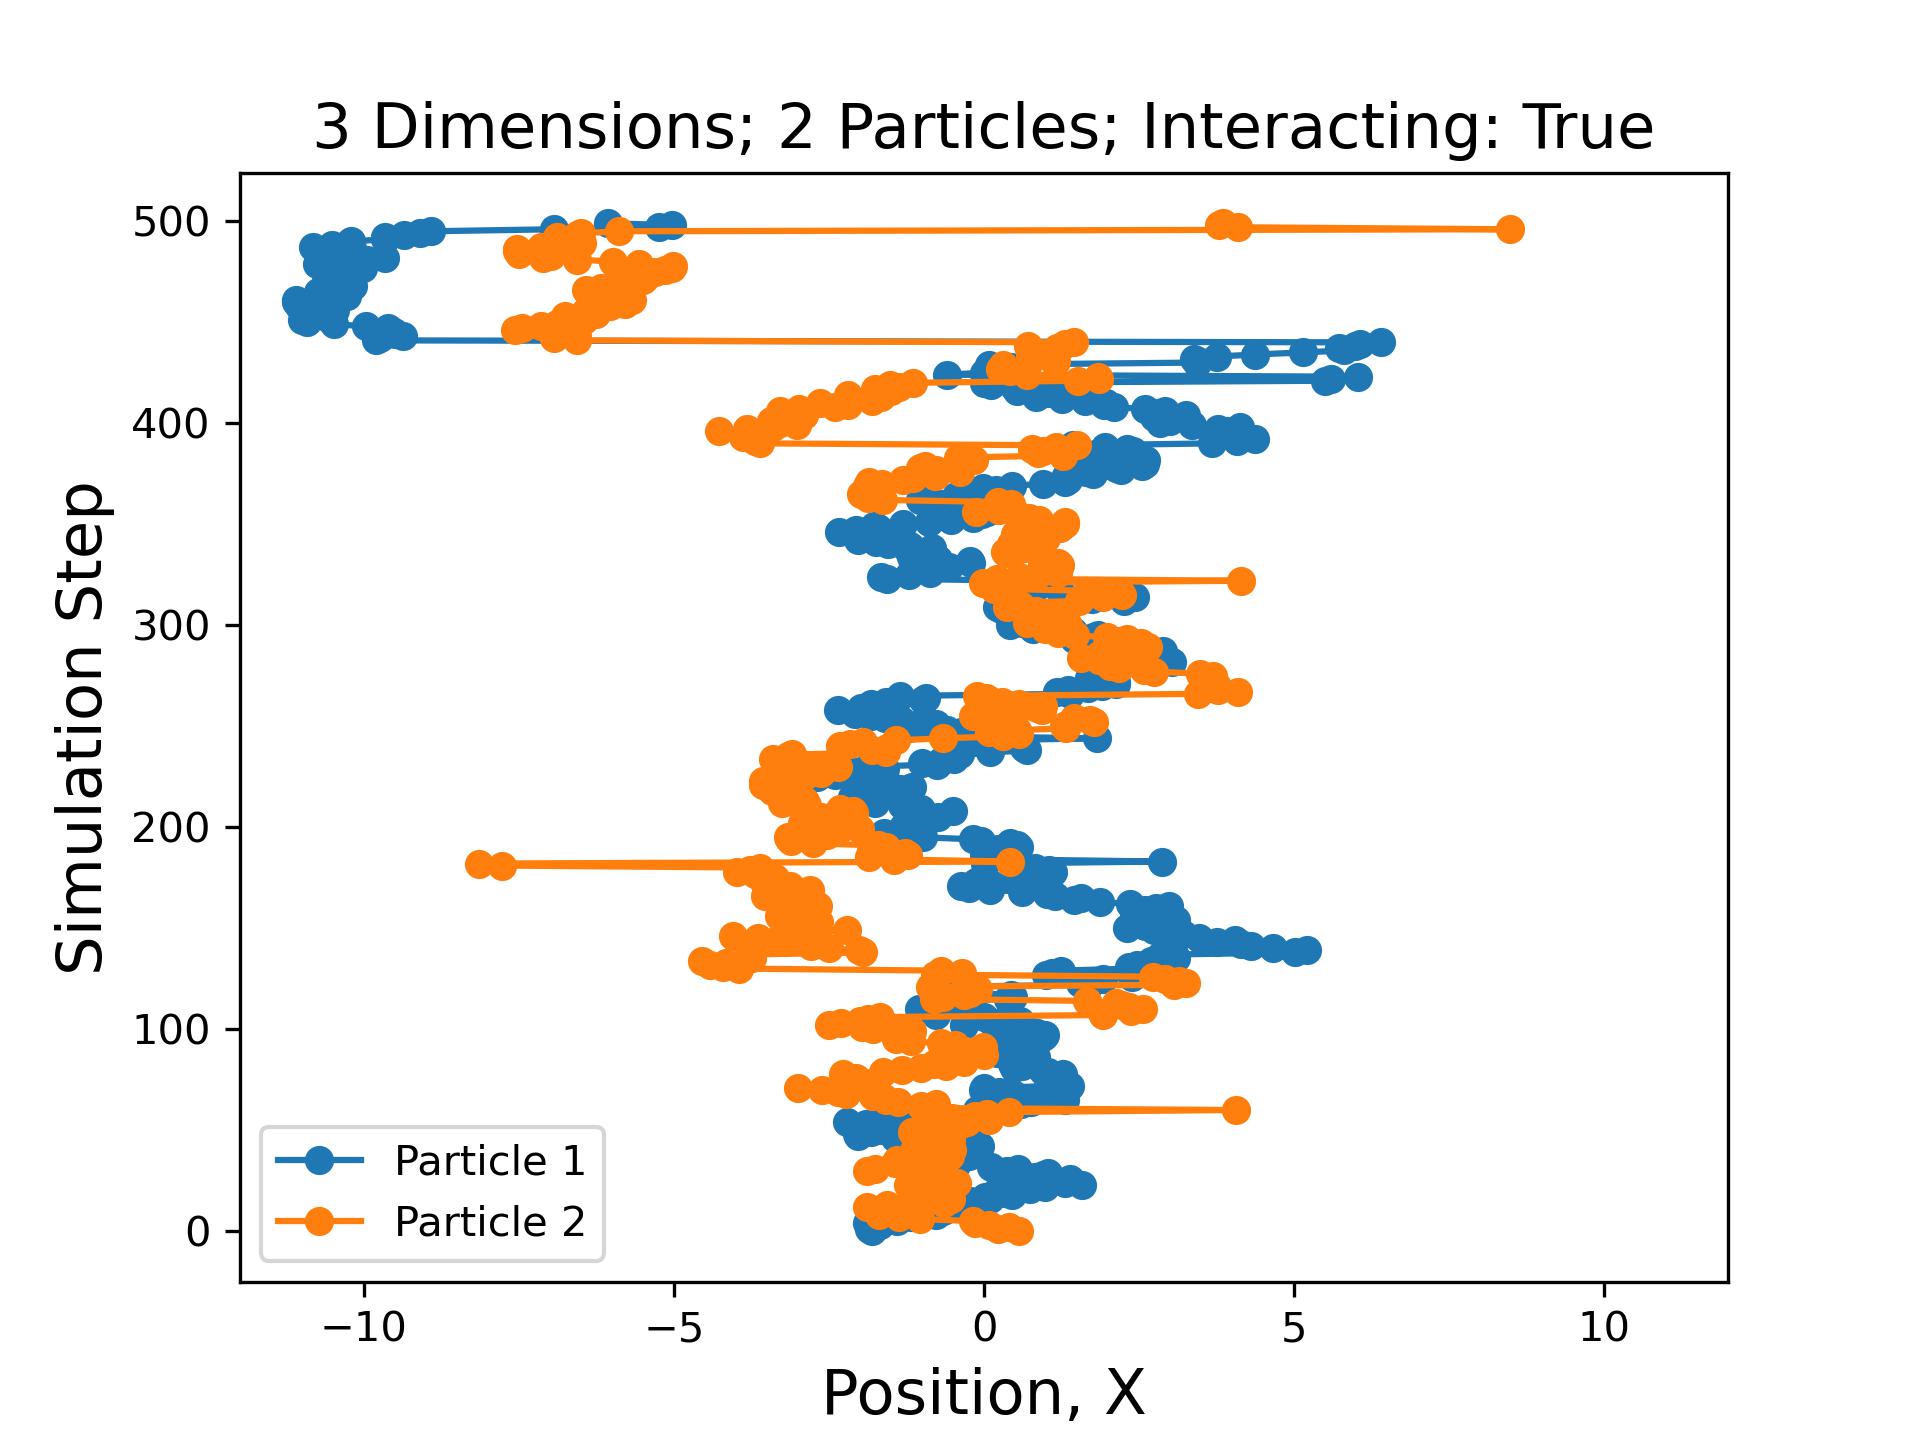 3 Dimensions; 2 Particles; Interacting: True
500
400
300
200
100
0
Simulation Step
Particle 1
Particle 2
−10
−5
0
5
10
Position, X